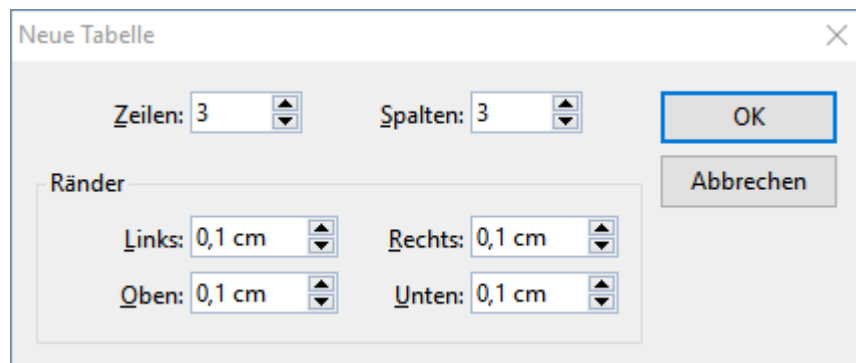 Neue Tabelle
Zeilen: 3 Spalten: 3 OK
Abbrechen
Ränder
Links: 0,1 cm Rechts: 0,1 cm
Oben: 0,1 cm Unten: 0,1 cm